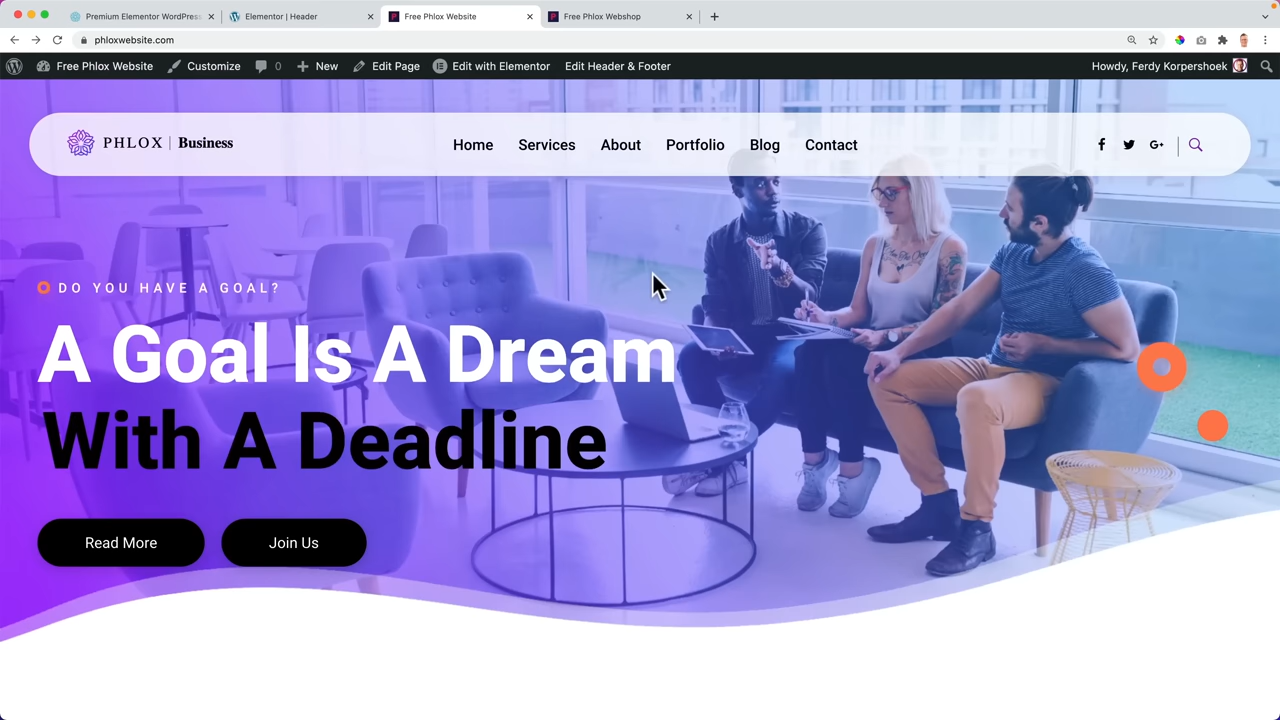 Premium Elementor WordPress
Elementor | Header
Free Phlox Website
Free Phlox Webshop
phloxwebsite.com
Free Phlox Website
Customize
0
New
Edit Page
Edit with Elementor
Edit Header & Footer
Howdy, Ferdy Korpershoek
PHLOX | Business
Home
Services
About
Portfolio
Blog
Contact
DO YOU HAVE A GOAL?
A Goal Is A Dream
With A Deadline
Read More
Join Us